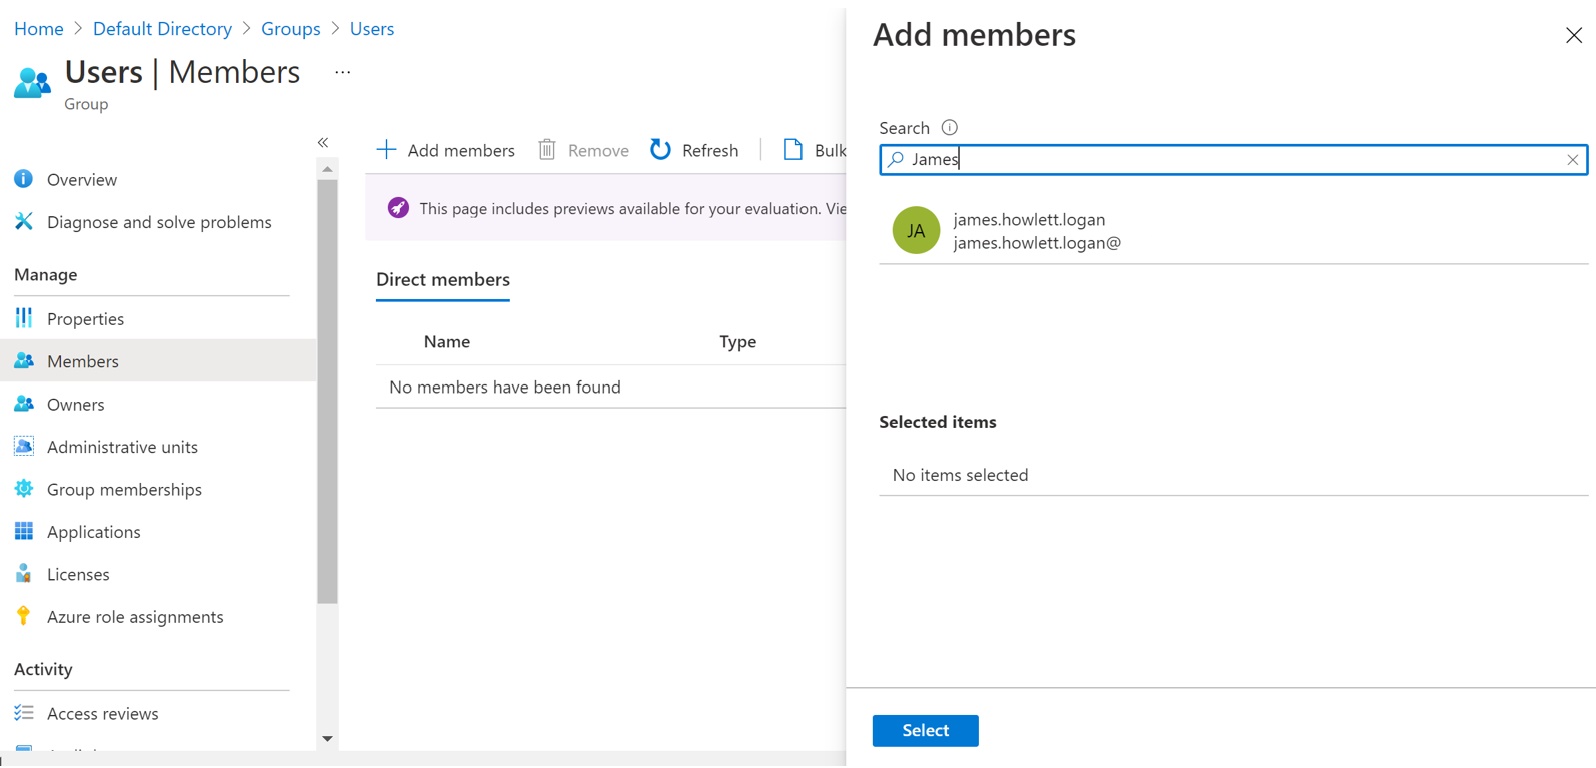 Home > Default Directory > Groups > Users
Users | Members ...
Group
Overview
Diagnose and solve problems
Manage
Properties
Members
Owners
Administrative units
Group memberships
Applications
Licenses
Azure role assignments
Activity
Access reviews
Add members
Remove
Refresh
Bulk
This page includes previews available for your evaluation. Vie
Direct members
Name Type
No members have been found
Add members
Search
James
JA
james.howlett.logan
james.howlett.logan@
Selected items
No items selected
Select